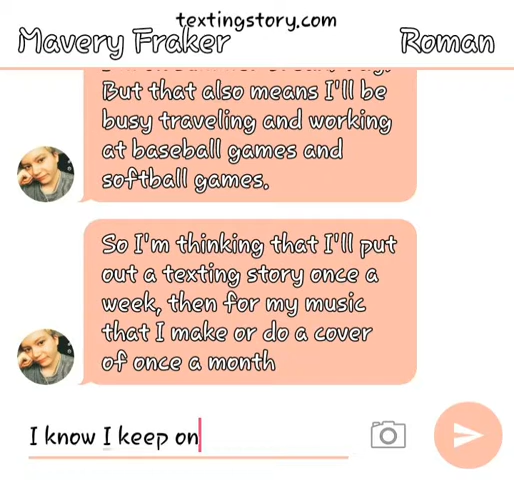 textingstory.com
Mavery Fraker Roman
But that also means I'll be
busy traveling and working
at baseball games and
softball games.
So I'm thinking that I'll put
out a texting story once a
week, then for my music
that I make or do a cover
of once a month
I know I keep on